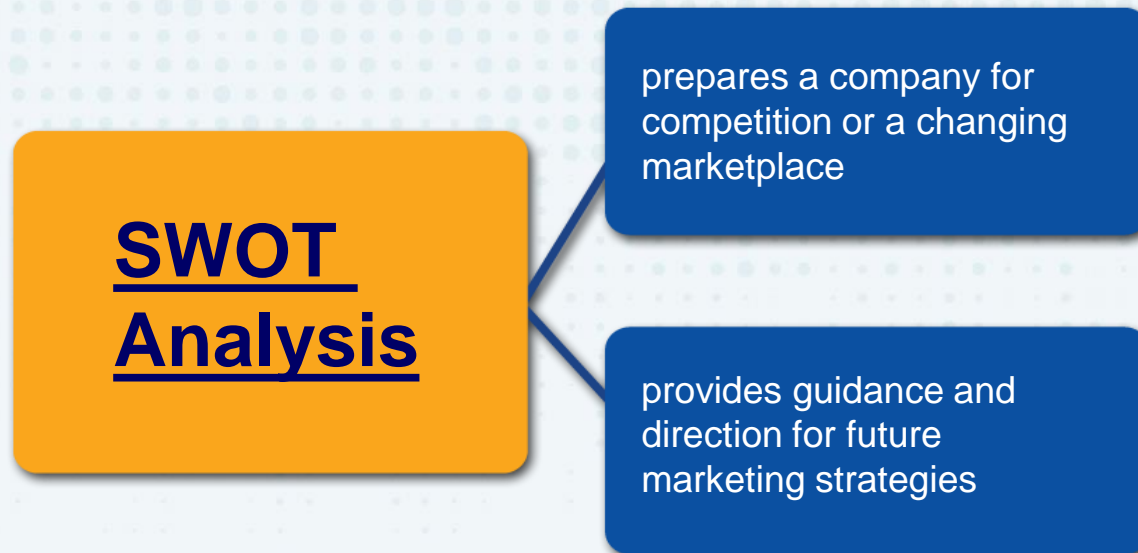 SWOT
Analysis
prepares a company for
competition or a changing
marketplace
provides guidance and
direction for future
marketing strategies